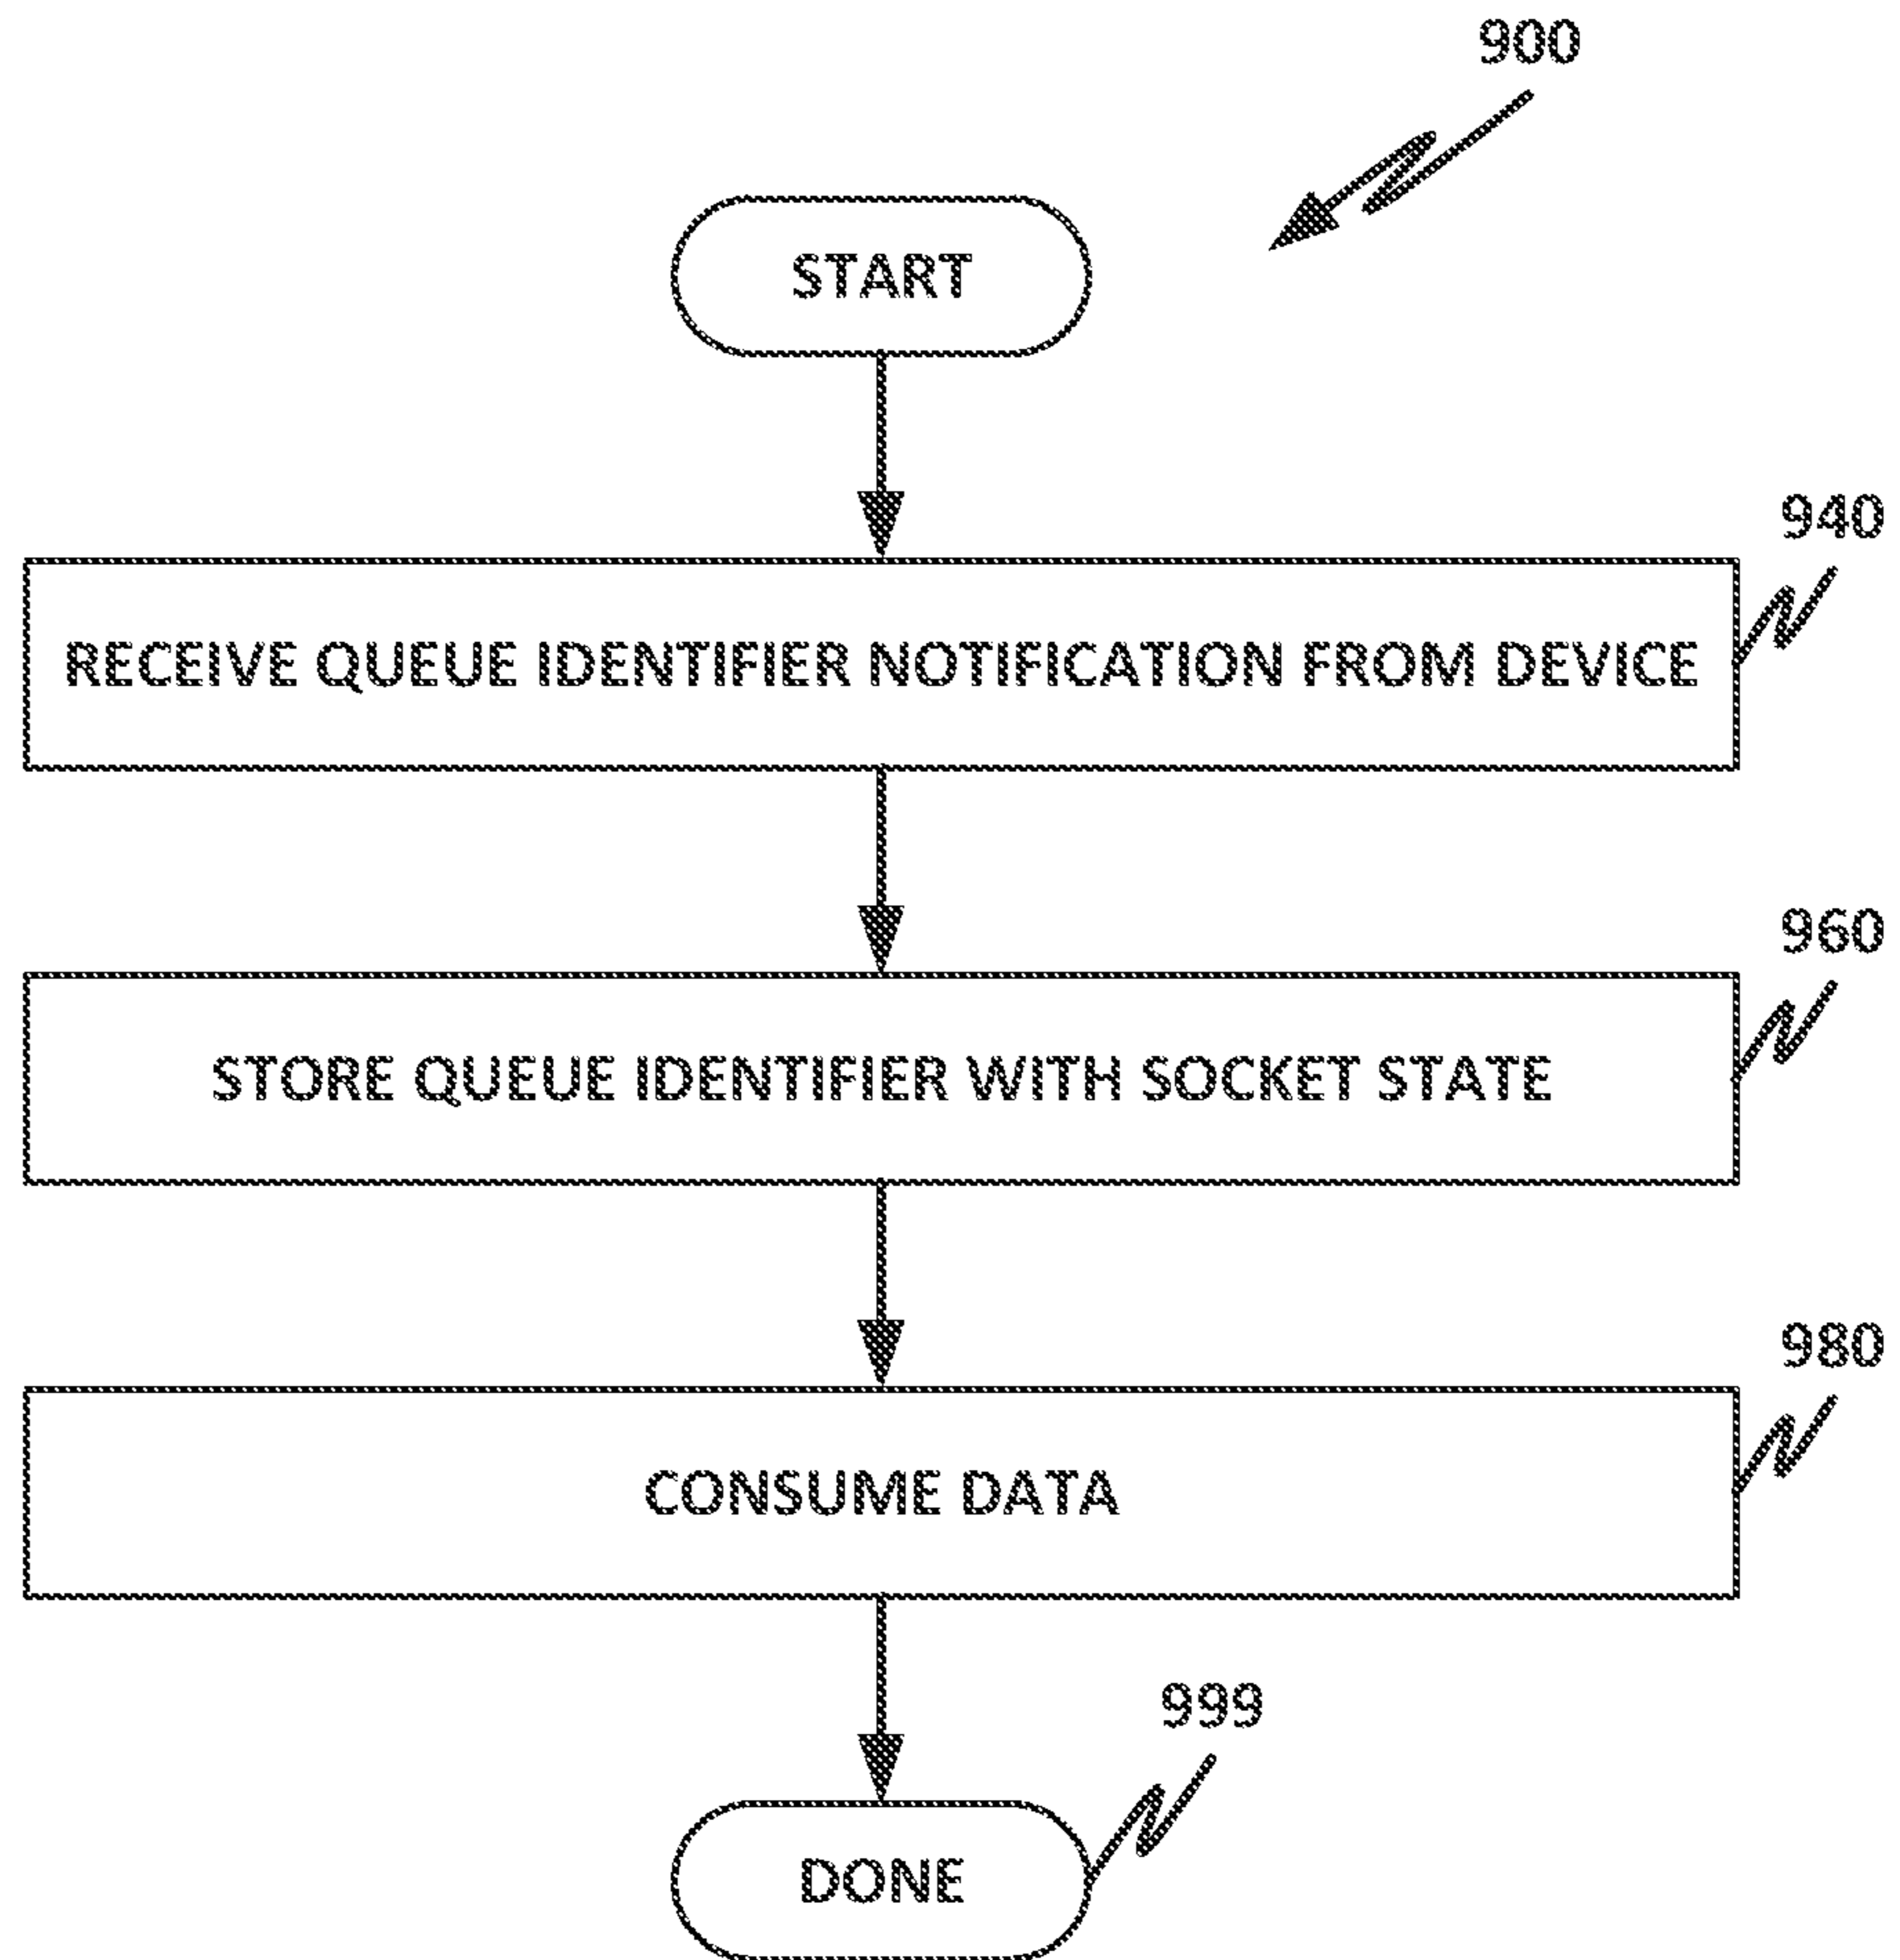 900
START
940
RECEIVE QUEUE IDENTIFIER NOTIFICATION FROM DEVICE
960
STORE QUEUE IDENTIFIER WITH SOCKET STATE
980
CONSUME DATA
999
DONE